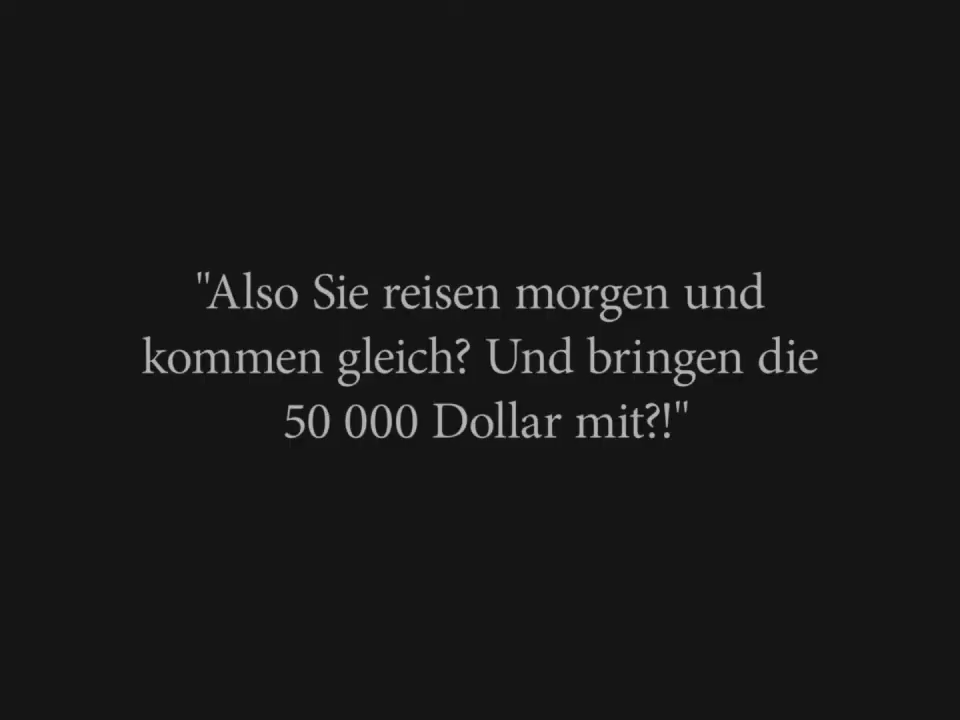 "Also Sie reisen morgen und
kommen gleich? Und bringen die
50 000 Dollar mit?!"